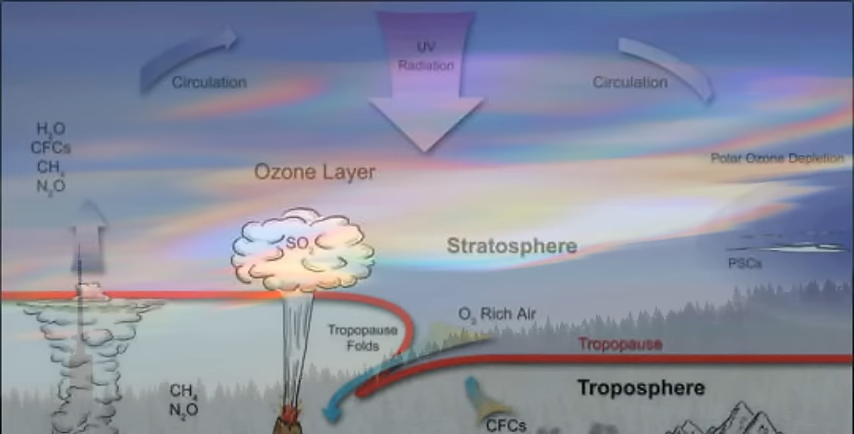 UV
Radiation
Circulation
Circulation
H₂O
CFCs
CH₄
N₂O
Polar Ozone Depletion
Ozone Layer
SO₂
Stratosphere
PSCs
O₃ Rich Air
Tropopause
Folds
Tropopause
Troposphere
CH₄
N₂O
CFCs